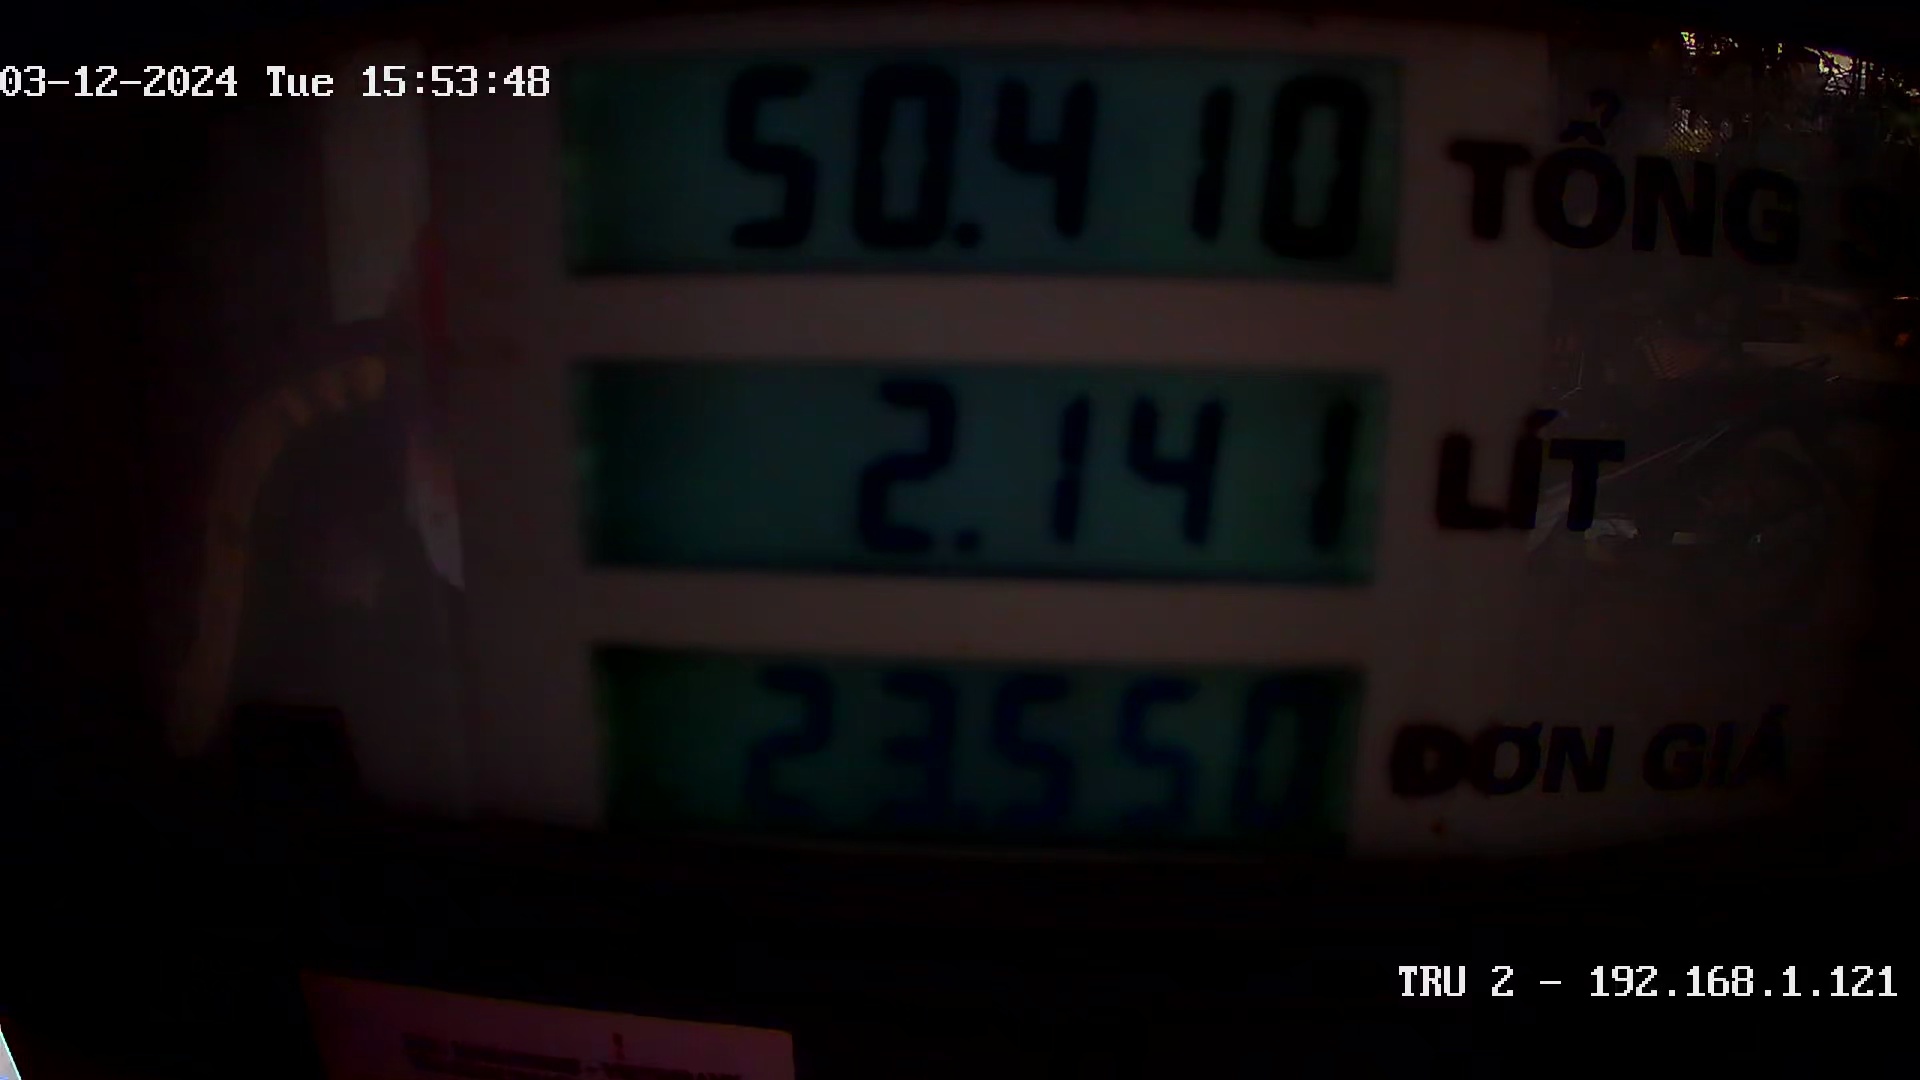 03-12-2024 Tue 15:53:48
50.410 TỔNG
2.141 LÍT
23.550 ĐƠN GIÁ
TRU 2 - 192.168.1.121